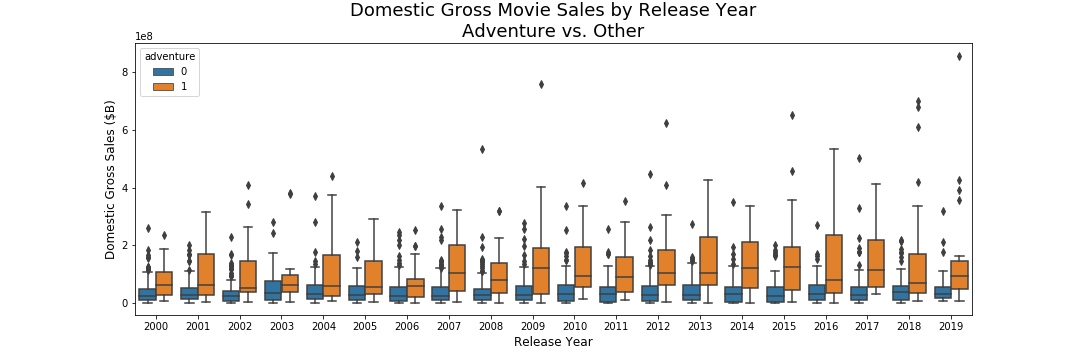 Domestic Gross Movie Sales by Release Year
Adventure vs. Other
1e8
adventure
0
1
8
6
4
2
0
Domestic Gross Sales ($B)
2000 2001 2002 2003 2004 2005 2006 2007 2008 2009 2010 2011 2012 2013 2014 2015 2016 2017 2018 2019
Release Year